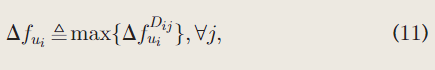 Δf_{u_i} ≜ max{Δf_{u_i}^{D_{ij}}}, ∀j, (11)